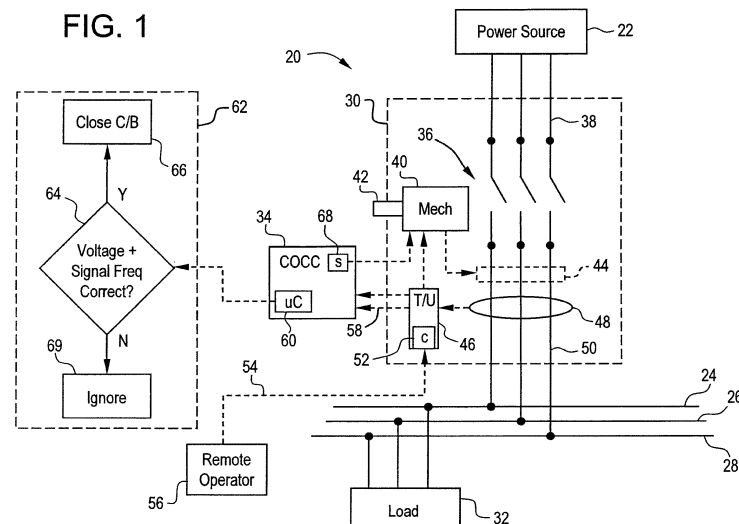 FIG. 1
Power Source
22
20
62
30
38
Close C/B
66
36
40
42
Mech
64
Y
34
68
Voltage +
Signal Freq
Correct?
COCC
s
44
T/U
uC
60
58
48
N
69
52
c
46
50
Ignore
54
24
26
28
Remote
Operator
56
Load
32